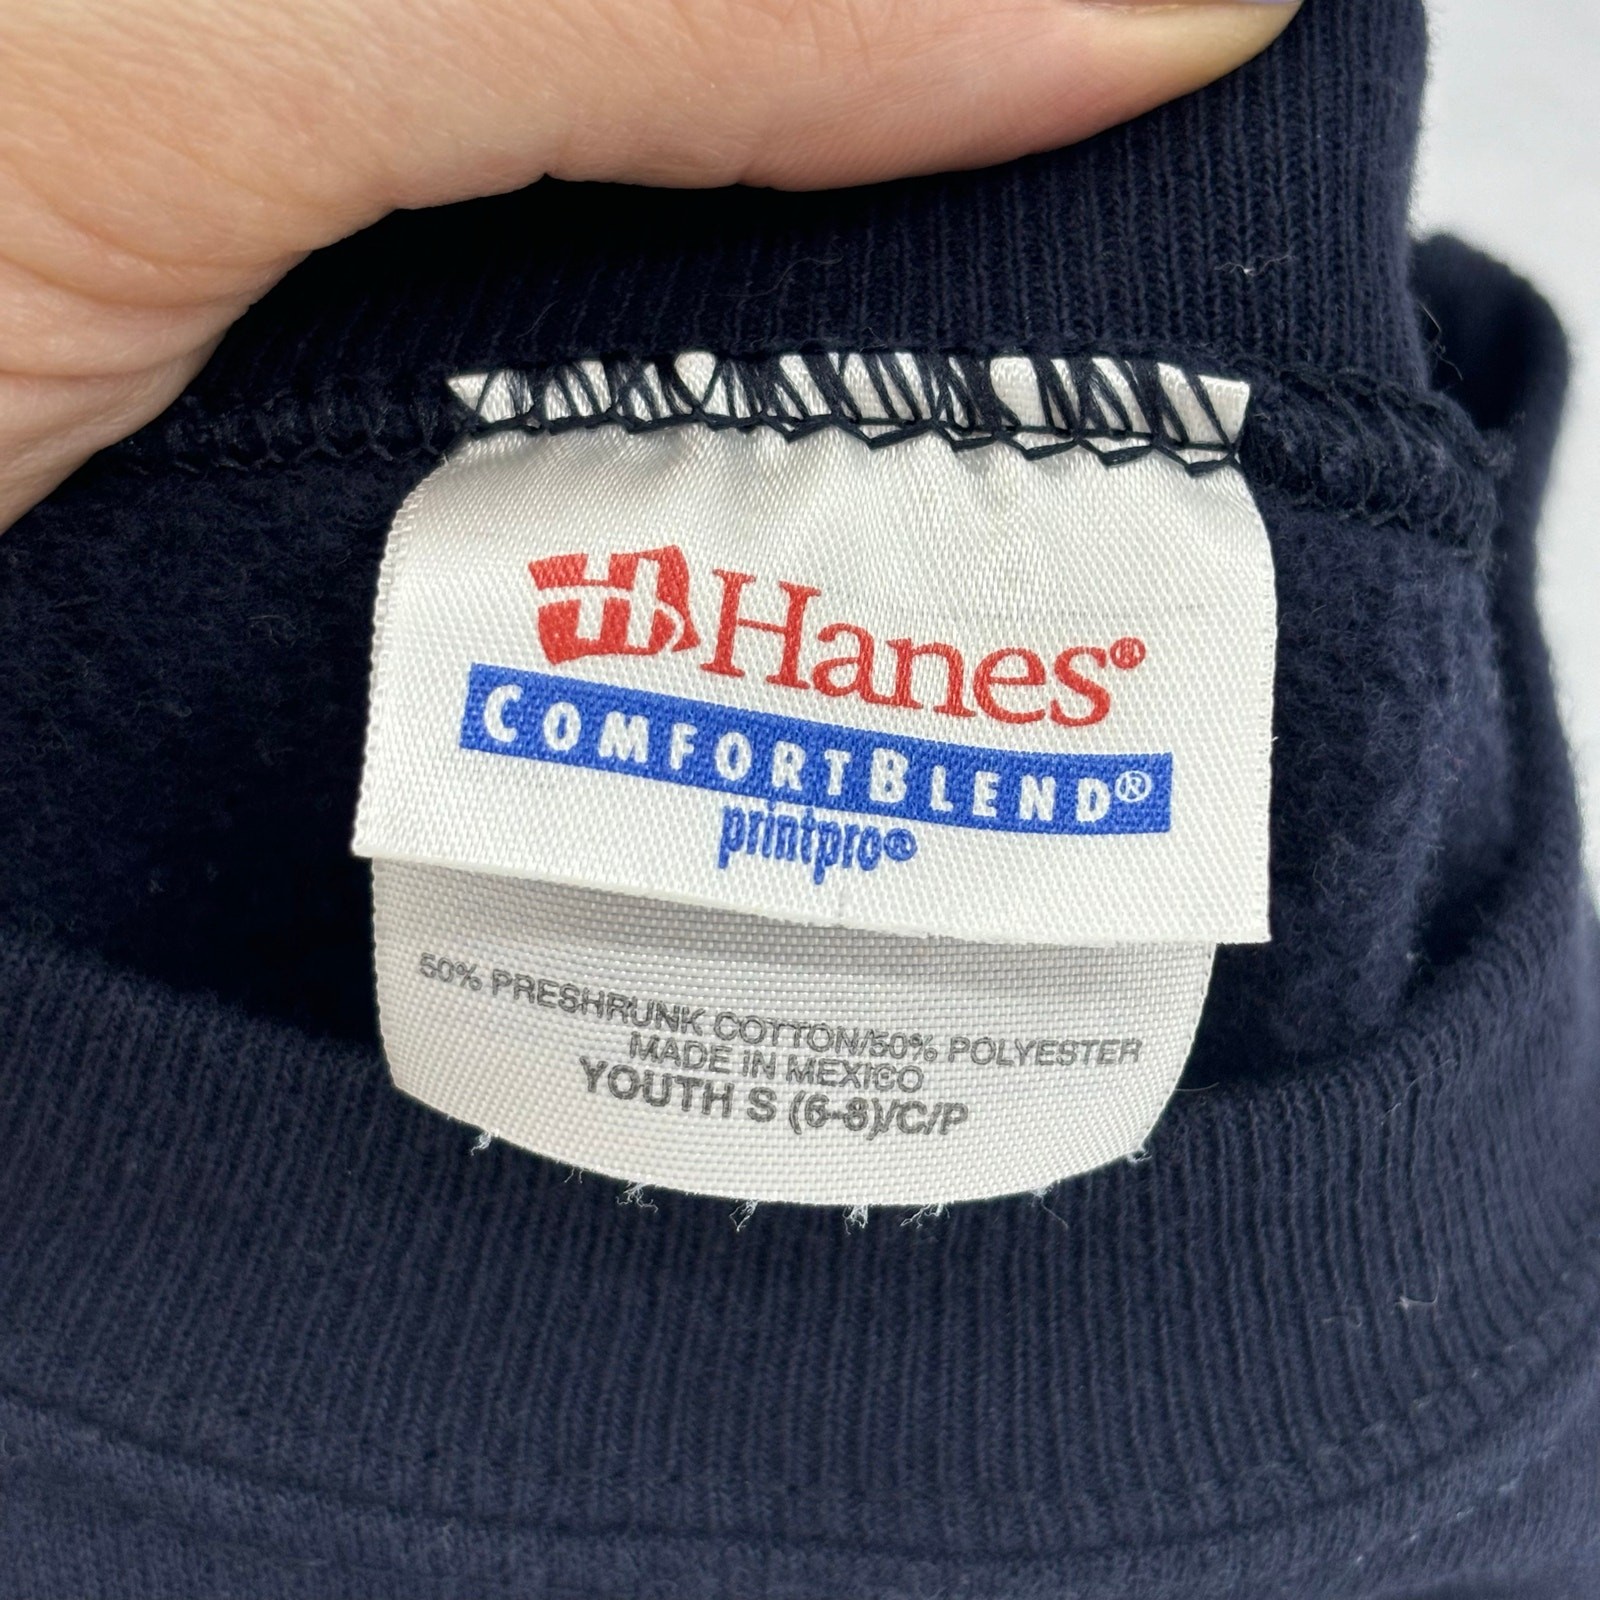 H Hanes®
COMFORTBLEND®
printpro®
50% PRESHRUNK COTTON/50% POLYESTER
MADE IN MEXICO
YOUTH S (6-8)/C/P